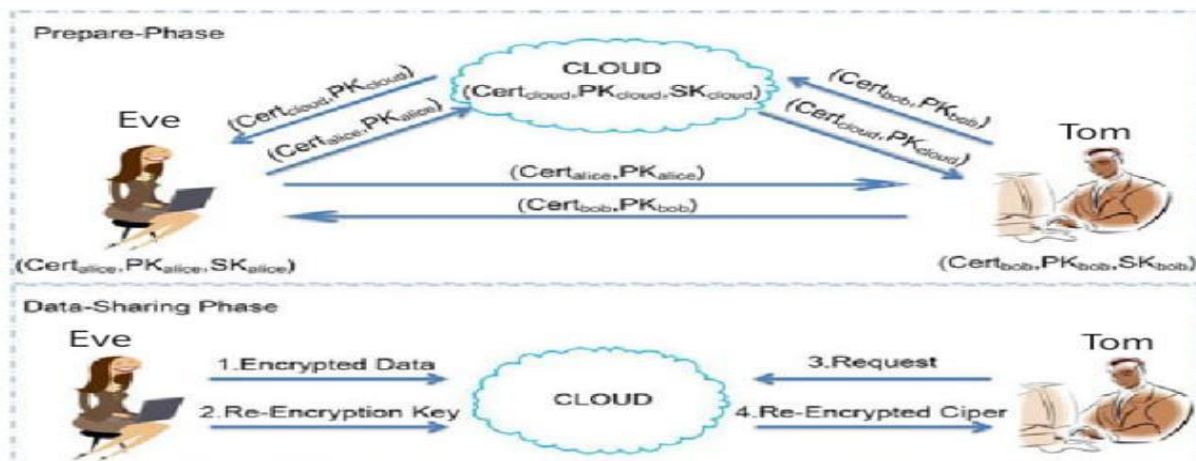 Prepare-Phase
CLOUD
(Cert_cloud,PK_cloud,SK_cloud)
(Cert_cloud,PK_cloud)
(Cert_alice,PK_alice)
(Cert_bob,PK_bob)
(Cert_cloud,PK_cloud)
Eve
Tom
(Cert_alice,PK_alice)
(Cert_bob,PK_bob)
(Cert_alice,PK_alice,SK_alice)
(Cert_bob,PK_bob,SK_bob)
Data-Sharing Phase
Eve
Tom
1.Encrypted Data
3.Request
CLOUD
2.Re-Encryption Key
4.Re-Encrypted Ciper